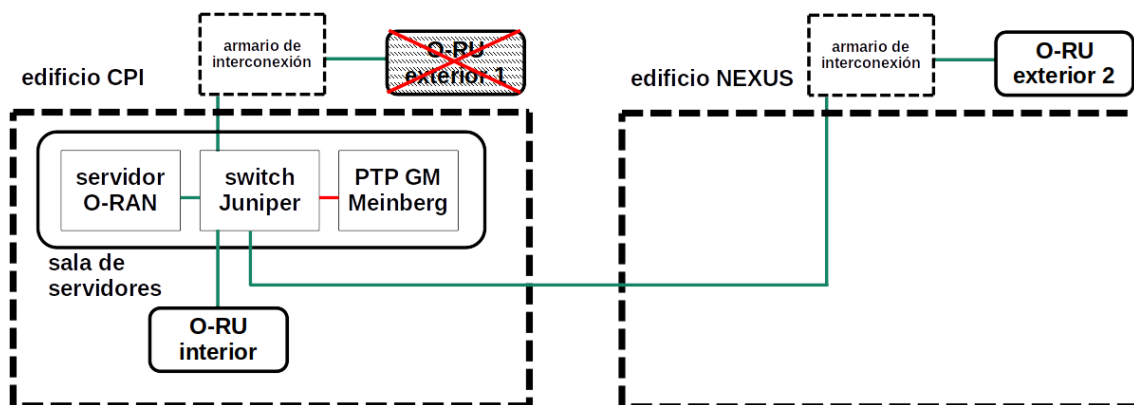 armario de
interconexión
O-RU
exterior 1
edificio CPI
servidor
O-RAN
switch
Juniper
PTP GM
Meinberg
sala de
servidores
O-RU
interior
armario de
interconexión
O-RU
exterior 2
edificio NEXUS